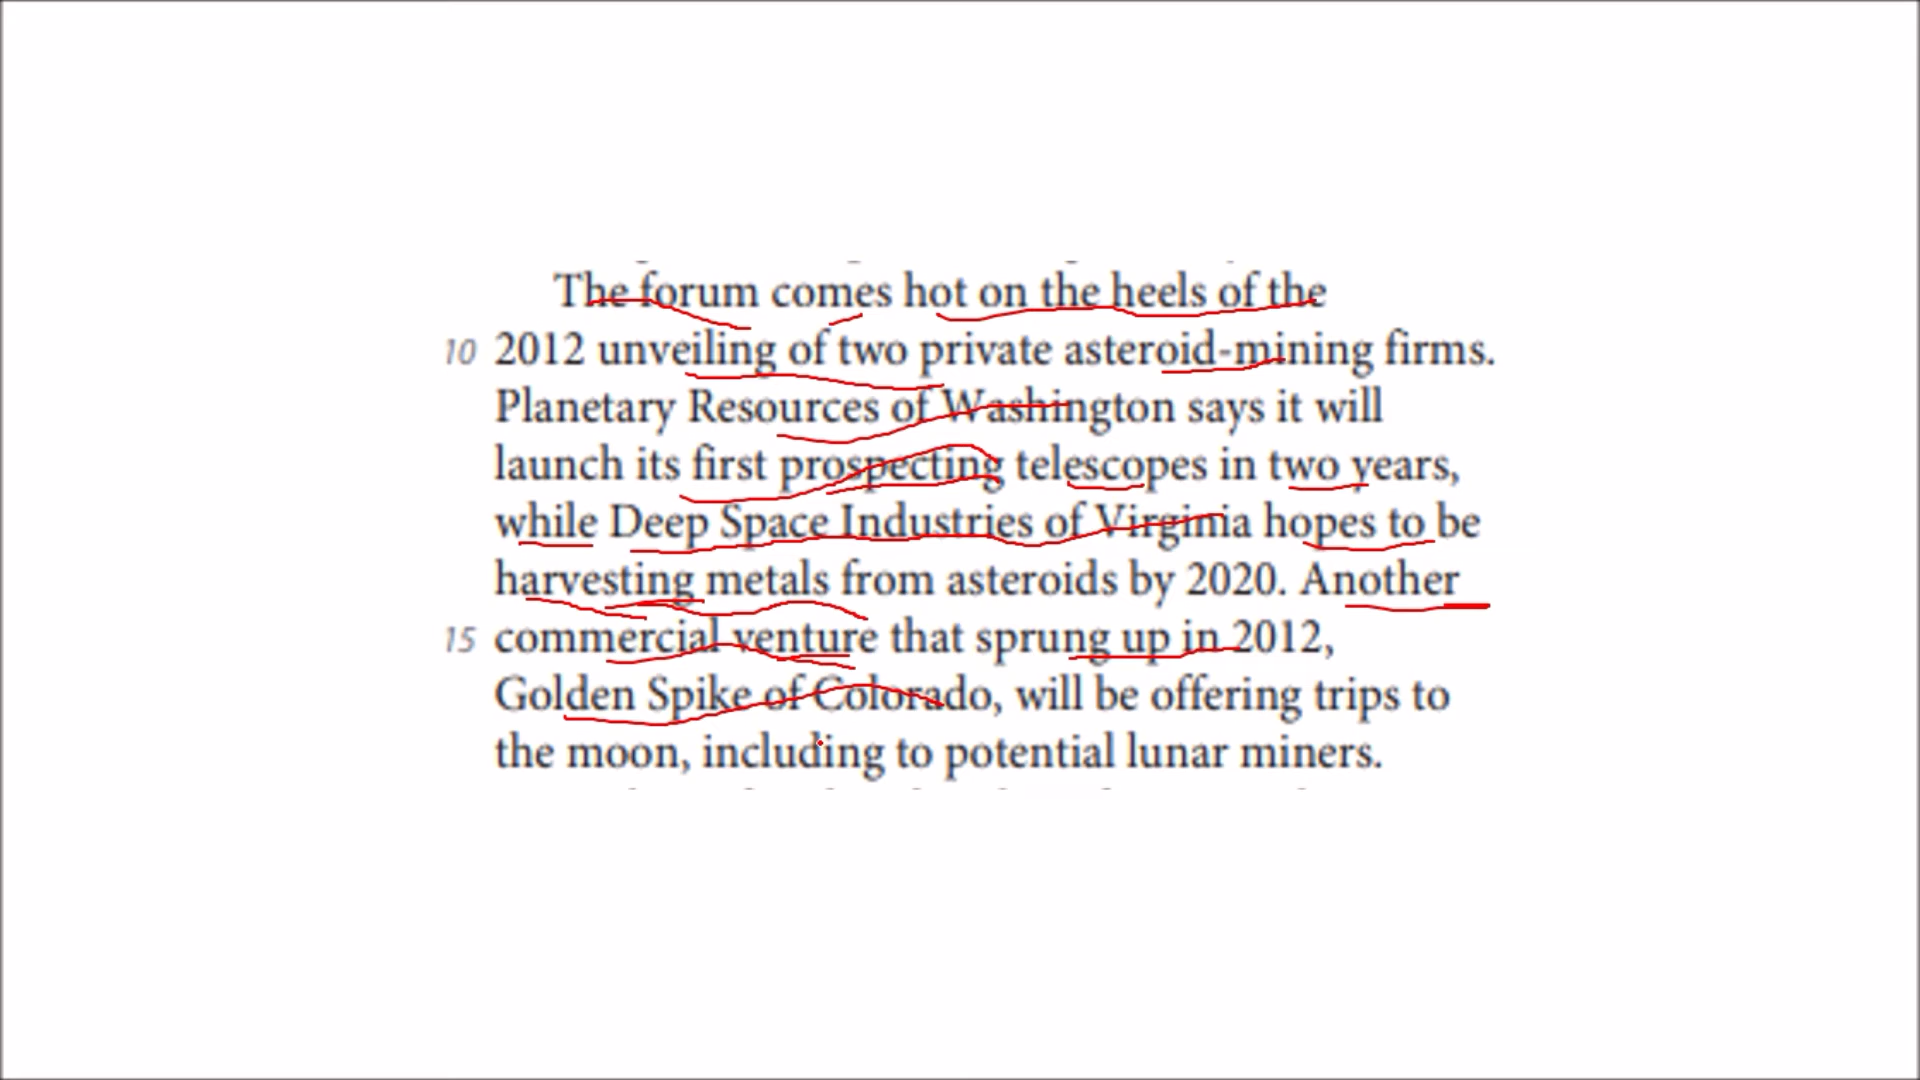 The forum comes hot on the heels of the
10 2012 unveiling of two private asteroid-mining firms.
Planetary Resources of Washington says it will
launch its first prospecting telescopes in two years,
while Deep Space Industries of Virginia hopes to be
harvesting metals from asteroids by 2020. Another
15 commercial venture that sprung up in 2012,
Golden Spike of Colorado, will be offering trips to
the moon, including to potential lunar miners.